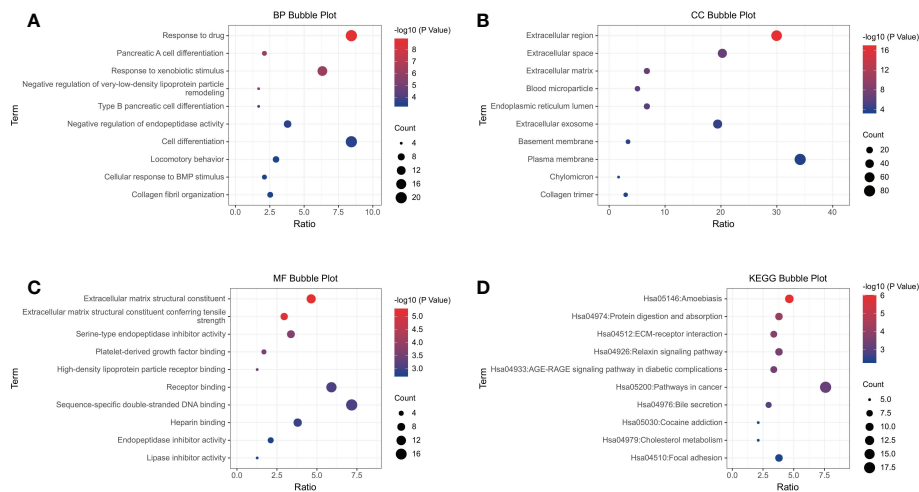 A
BP Bubble Plot
Response to drug
Pancreatic A cell differentiation
Response to xenobiotic stimulus
Negative regulation of very-low-density lipoprotein particle
remodeling
Type B pancreatic cell differentiation
Negative regulation of endopeptidase activity
Cell differentiation
Locomotory behavior
Cellular response to BMP stimulus
Collagen fibril organization
Term
0.0 2.5 5.0 7.5 10.0
Ratio
-log10 (P Value)
8
7
6
5
4
Count
4
8
12
16
20
B
CC Bubble Plot
Extracellular region
Extracellular space
Extracellular matrix
Blood microparticle
Endoplasmic reticulum lumen
Extracellular exosome
Basement membrane
Plasma membrane
Chylomicron
Collagen trimer
Term
0 10 20 30 40
Ratio
-log10 (P Value)
16
13
10
7
4
Count
20
40
60
80
C
MF Bubble Plot
Extracellular matrix structural constituent
Extracellular matrix structural constituent conferring tensile
strength
Serine-type endopeptidase inhibitor activity
Platelet-derived growth factor binding
High-density lipoprotein particle receptor binding
Receptor binding
Sequence-specific double-stranded DNA binding
Heparin binding
Endopeptidase inhibitor activity
Lipase inhibitor activity
Term
0.0 2.5 5.0 7.5
Ratio
-log10 (P Value)
5.0
4.5
4.0
3.5
3.0
Count
4
8
12
16
D
KEGG Bubble Plot
Hsa05146:Amoebiasis
Hsa04974:Protein digestion and absorption
Hsa04512:ECM-receptor interaction
Hsa04926:Relaxin signaling pathway
Hsa04933:AGE-RAGE signaling pathway in diabetic complications
Hsa05200:Pathways in cancer
Hsa04976:Bile secretion
Hsa05030:Cocaine addiction
Hsa04979:Cholesterol metabolism
Hsa04510:Focal adhesion
Term
0.0 2.5 5.0 7.5
Ratio
-log10 (P Value)
6
5
4
3
Count
5.0
7.5
10.0
12.5
15.0
17.5